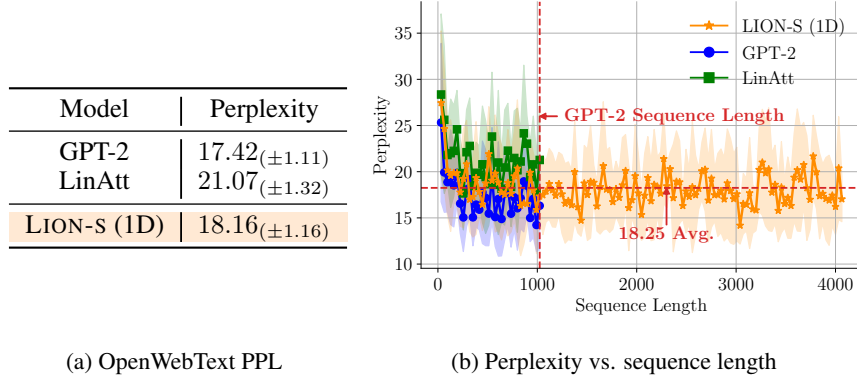 Model Perplexity
GPT-2 17.42(±1.11)
LinAtt 21.07(±1.32)
LION-S (1D) 18.16(±1.16)
(a) OpenWebText PPL
35
30
25
20
15
10
Perplexity
LION-S (1D)
GPT-2
LinAtt
GPT-2 Sequence Length
18.25 Avg.
0 1000 2000 3000 4000
Sequence Length
(b) Perplexity vs. sequence length